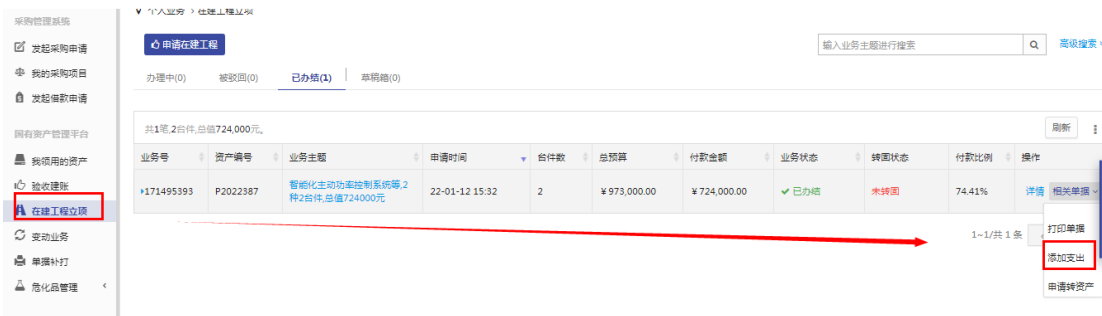 采购管理系统
发起采购申请
我的采购项目
发起借款申请
国有资产管理平台
我领用的资产
验收建账
在建工程立项
变动业务
单据补打
危化品管理
个人业务 > 在建工程立项
申请在建工程
输入业务主题进行搜索
高级搜索
办理中(0) 被驳回(0) 已办结(1) 草稿箱(0)
共1笔,2台件,总值724,000元。
刷新
业务号 资产编号 业务主题 申请时间 台件数 总预算 付款金额 业务状态 转固状态 付款比例 操作
171495393 P2022387 智能化主动功率控制系统等,2种2台件,总值724000元 22-01-12 15:32 2 ¥973,000.00 ¥724,000.00 已办结 未转固 74.41% 详情 相关单据
1-1/共 1 条
打印单据
添加支出
申请转资产